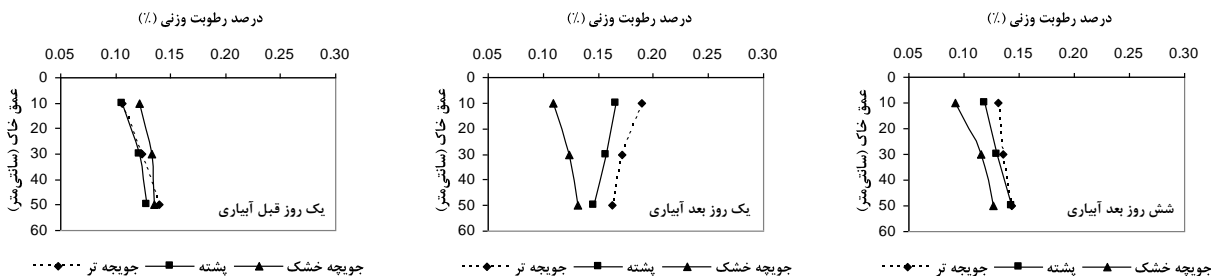 درصد رطوبت وزنی (٪)
0.05 0.10 0.15 0.20 0.25 0.30
0
10
20
30
40
50
60
عمق خاک (سانتی‌متر)
یک روز قبل آبیاری
جویچه خشک پشته جویجه تر
درصد رطوبت وزنی (٪)
0.05 0.10 0.15 0.20 0.25 0.30
0
10
20
30
40
50
60
عمق خاک (سانتی‌متر)
یک روز بعد آبیاری
جویچه خشک پشته جویجه تر
درصد رطوبت وزنی (٪)
0.05 0.10 0.15 0.20 0.25 0.30
0
10
20
30
40
50
60
عمق خاک (سانتی‌متر)
شش روز بعد آبیاری
جویچه خشک پشته جویجه تر